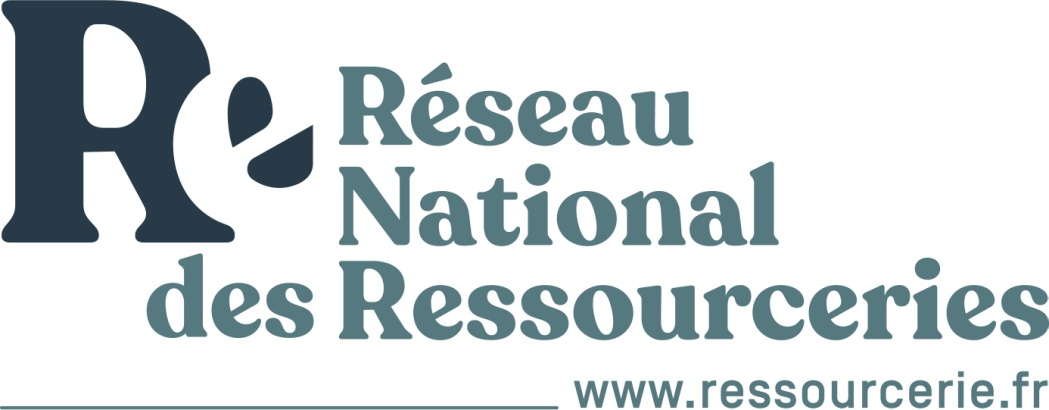 Re
Réseau
National
des Ressourceries
www.ressourcerie.fr